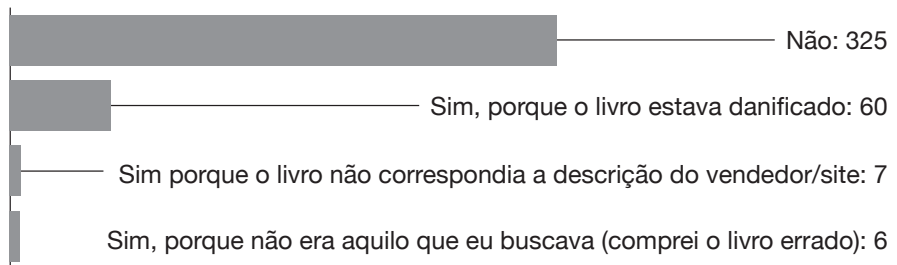 Não: 325
Sim, porque o livro estava danificado: 60
Sim porque o livro não correspondia a descrição do vendedor/site: 7
Sim, porque não era aquilo que eu buscava (comprei o livro errado): 6